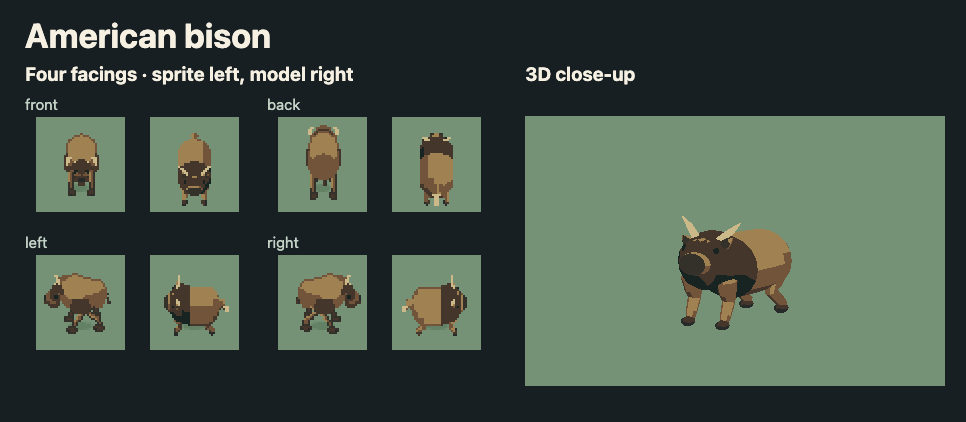 American bison
Four facings · sprite left, model right
3D close-up
front
back
left
right